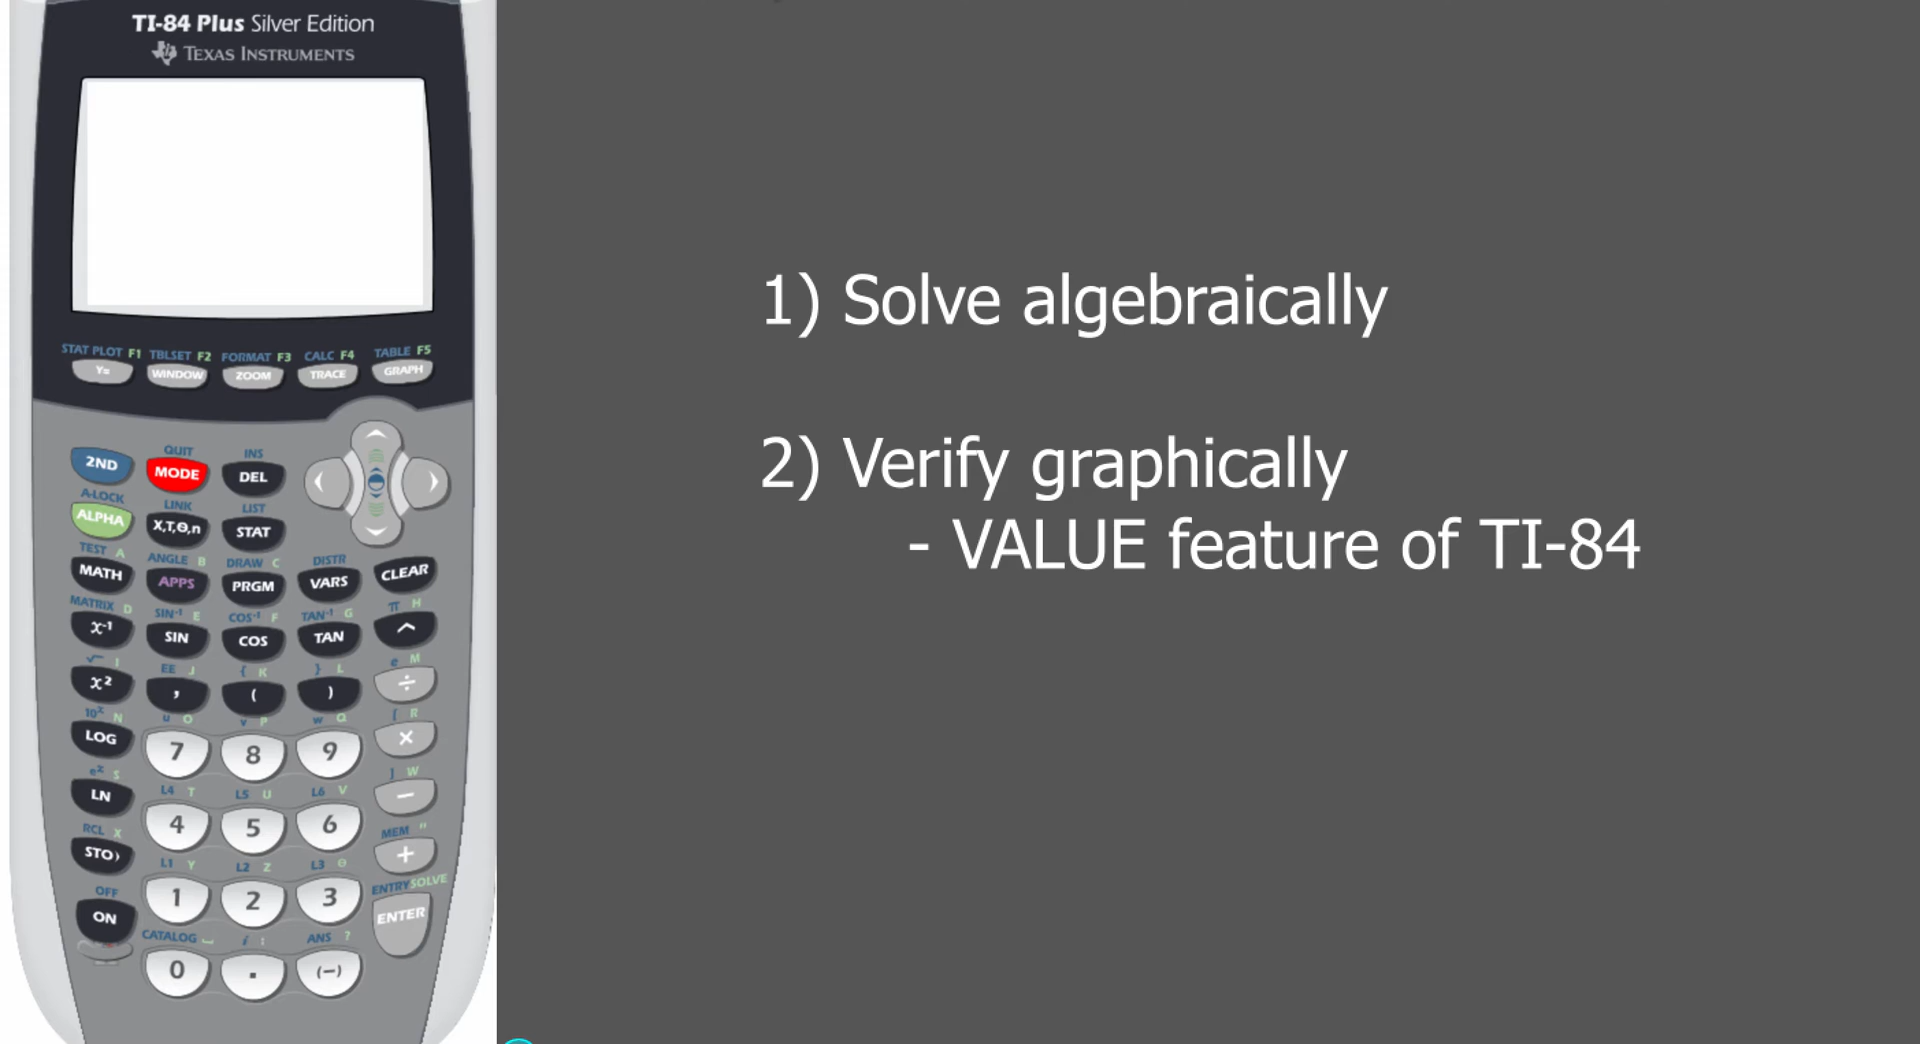 TI-84 Plus Silver Edition
TEXAS INSTRUMENTS
STAT PLOT F1 TBLSET F2 FORMAT F3 CALC F4 TABLE F5
Y= WINDOW ZOOM TRACE GRAPH
QUIT INS
2ND MODE DEL
A-LOCK LINK LIST
ALPHA X,T,Θ,n STAT
TEST A ANGLE B DRAW C DISTR
MATH APPS PRGM VARS CLEAR
MATRIX D SIN⁻¹ E COS⁻¹ F TAN⁻¹ G π H
x⁻¹ SIN COS TAN ^
√ I EE J { K } L e M
x² , ( ) ÷
10ˣ N u O v P w Q [ R
LOG 7 8 9 ×
eˣ S L4 T L5 U L6 V ] W
LN 4 5 6 −
RCL X L1 Y L2 Z L3 Θ MEM "
STO› 1 2 3 +
OFF ENTRY SOLVE
ON ENTER
CATALOG ⎵ i : ANS ?
0 . (−)
1) Solve algebraically
2) Verify graphically
- VALUE feature of TI-84